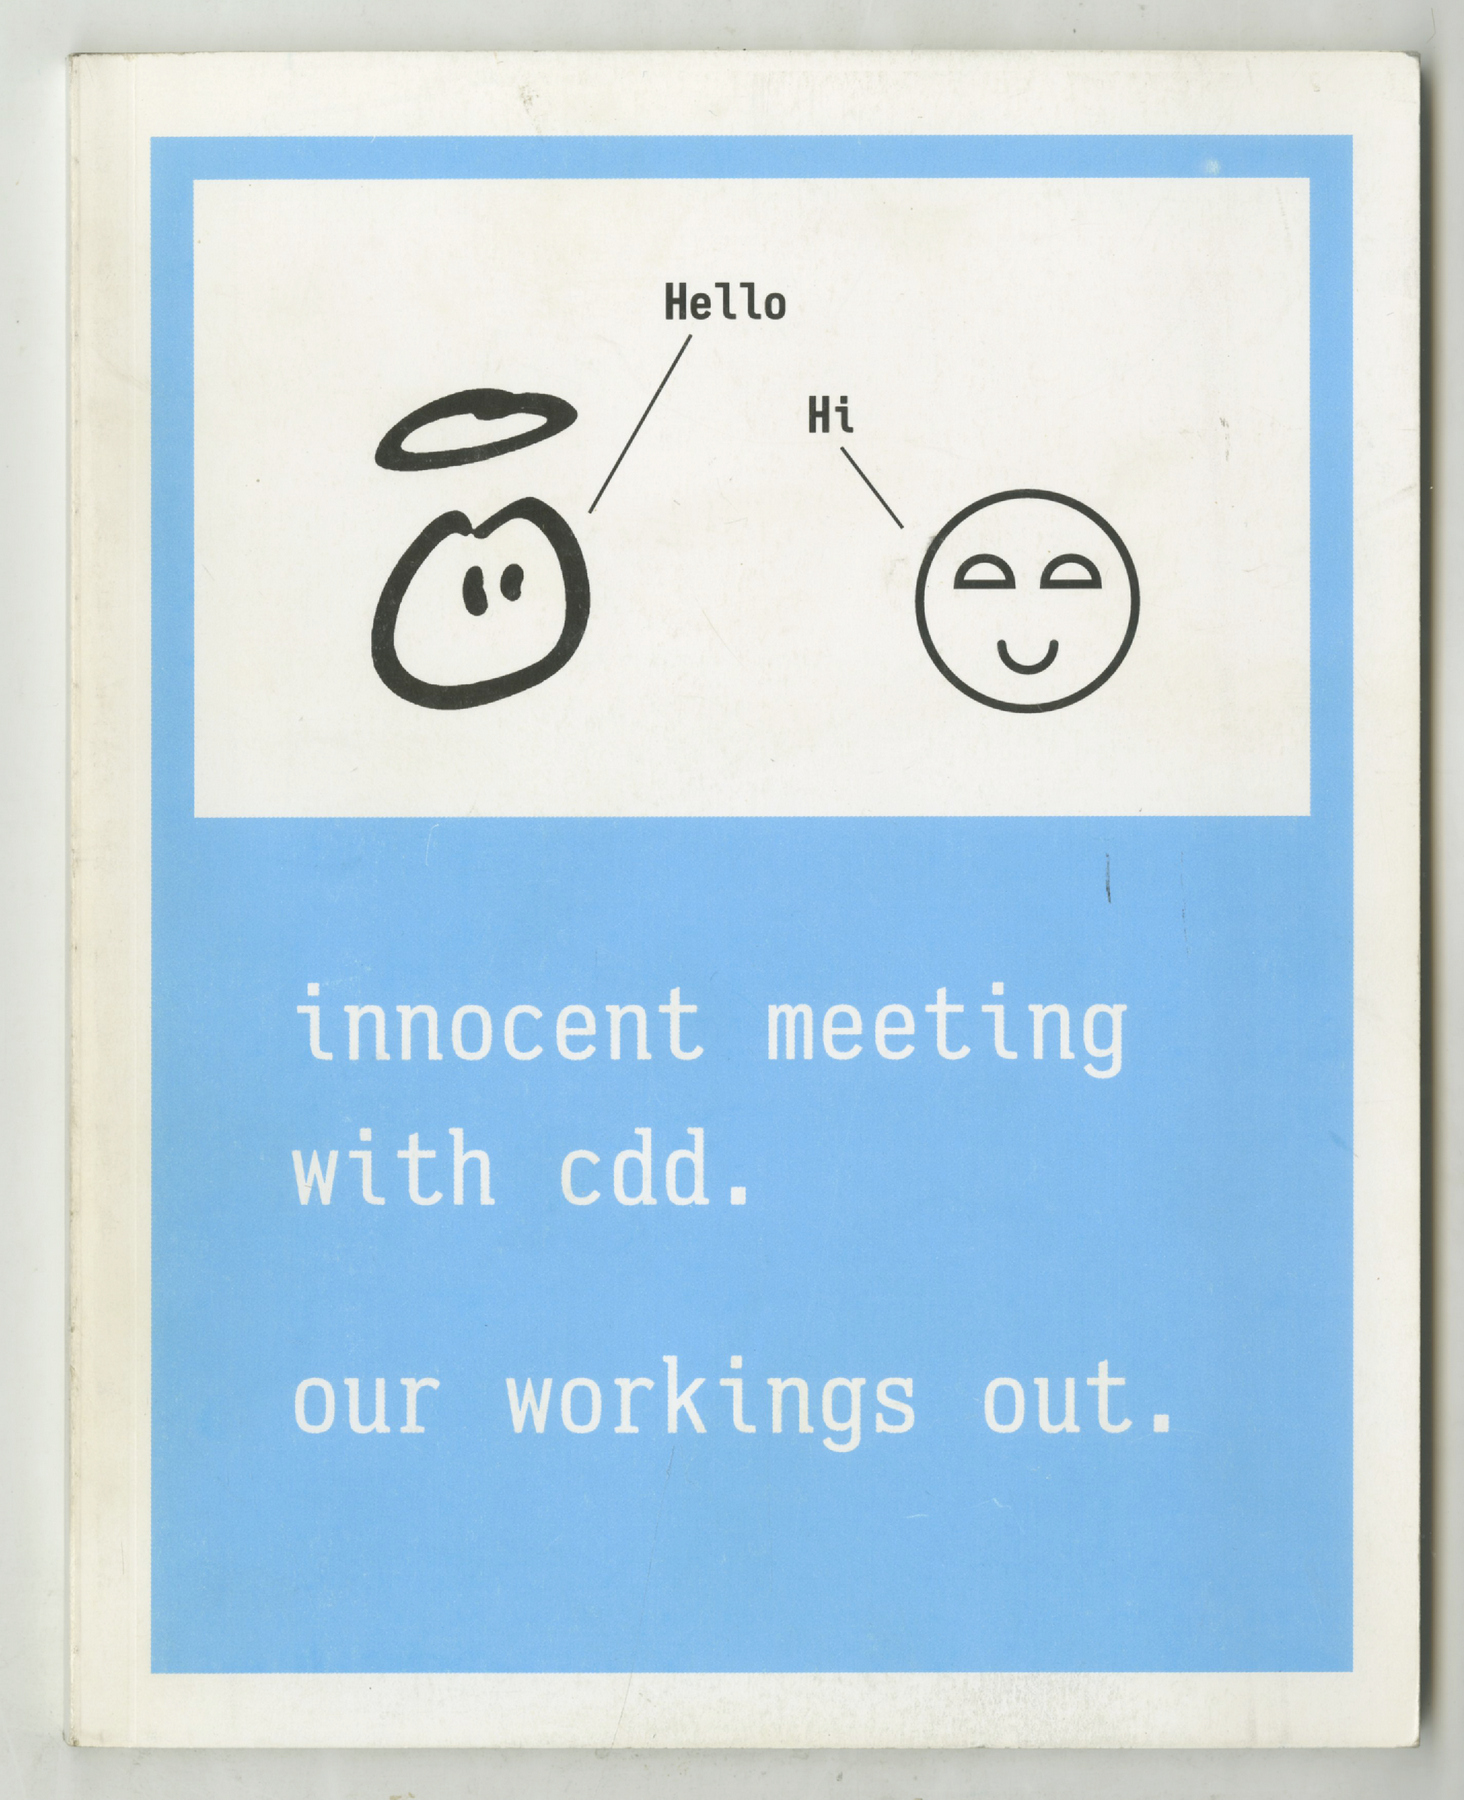 Hello
Hi
innocent meeting
with cdd.
our workings out.